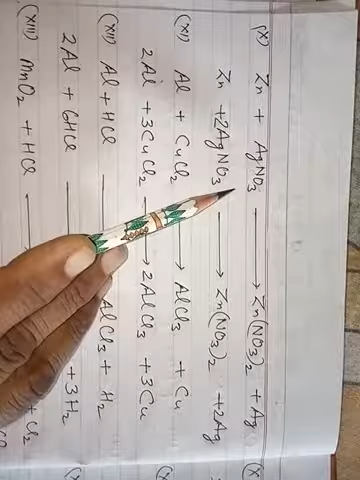 (x) Zn + AgNO3 ⟶ Zn(NO3)2 + Ag
Zn + 2AgNO3 ⟶ Zn(NO3)2 + 2Ag
(xi) Al + CuCl2 ⟶ AlCl3 + Cu
2Al + 3CuCl2 ⟶ 2AlCl3 + 3Cu
(xii) Al + HCl AlCl3 + H2
2Al + 6HCl + 3H2
(xiii) MnO2 + HCl + Cl2